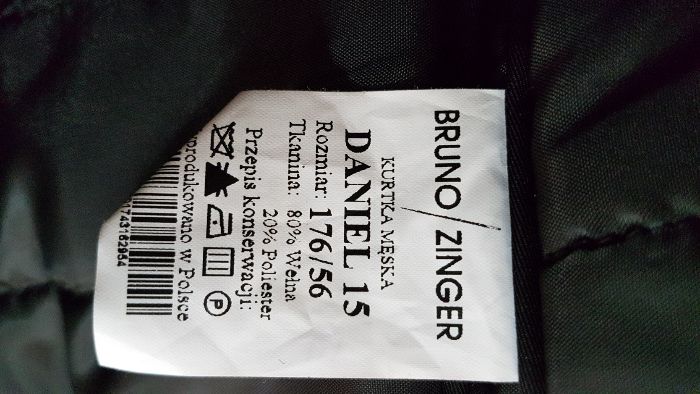 BRUNO/ZINGER
KURTKA MĘSKA
DANIEL 15
Rozmiar: 176/56
Tkanina: 80% Wełna
20% Poliester
Przepis konserwacji:
P
Wyprodukowano w Polsce